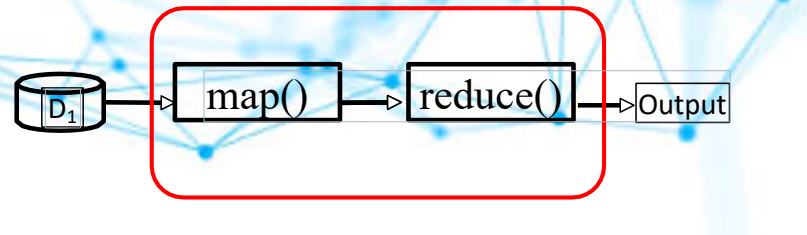 D₁ map() reduce() Output